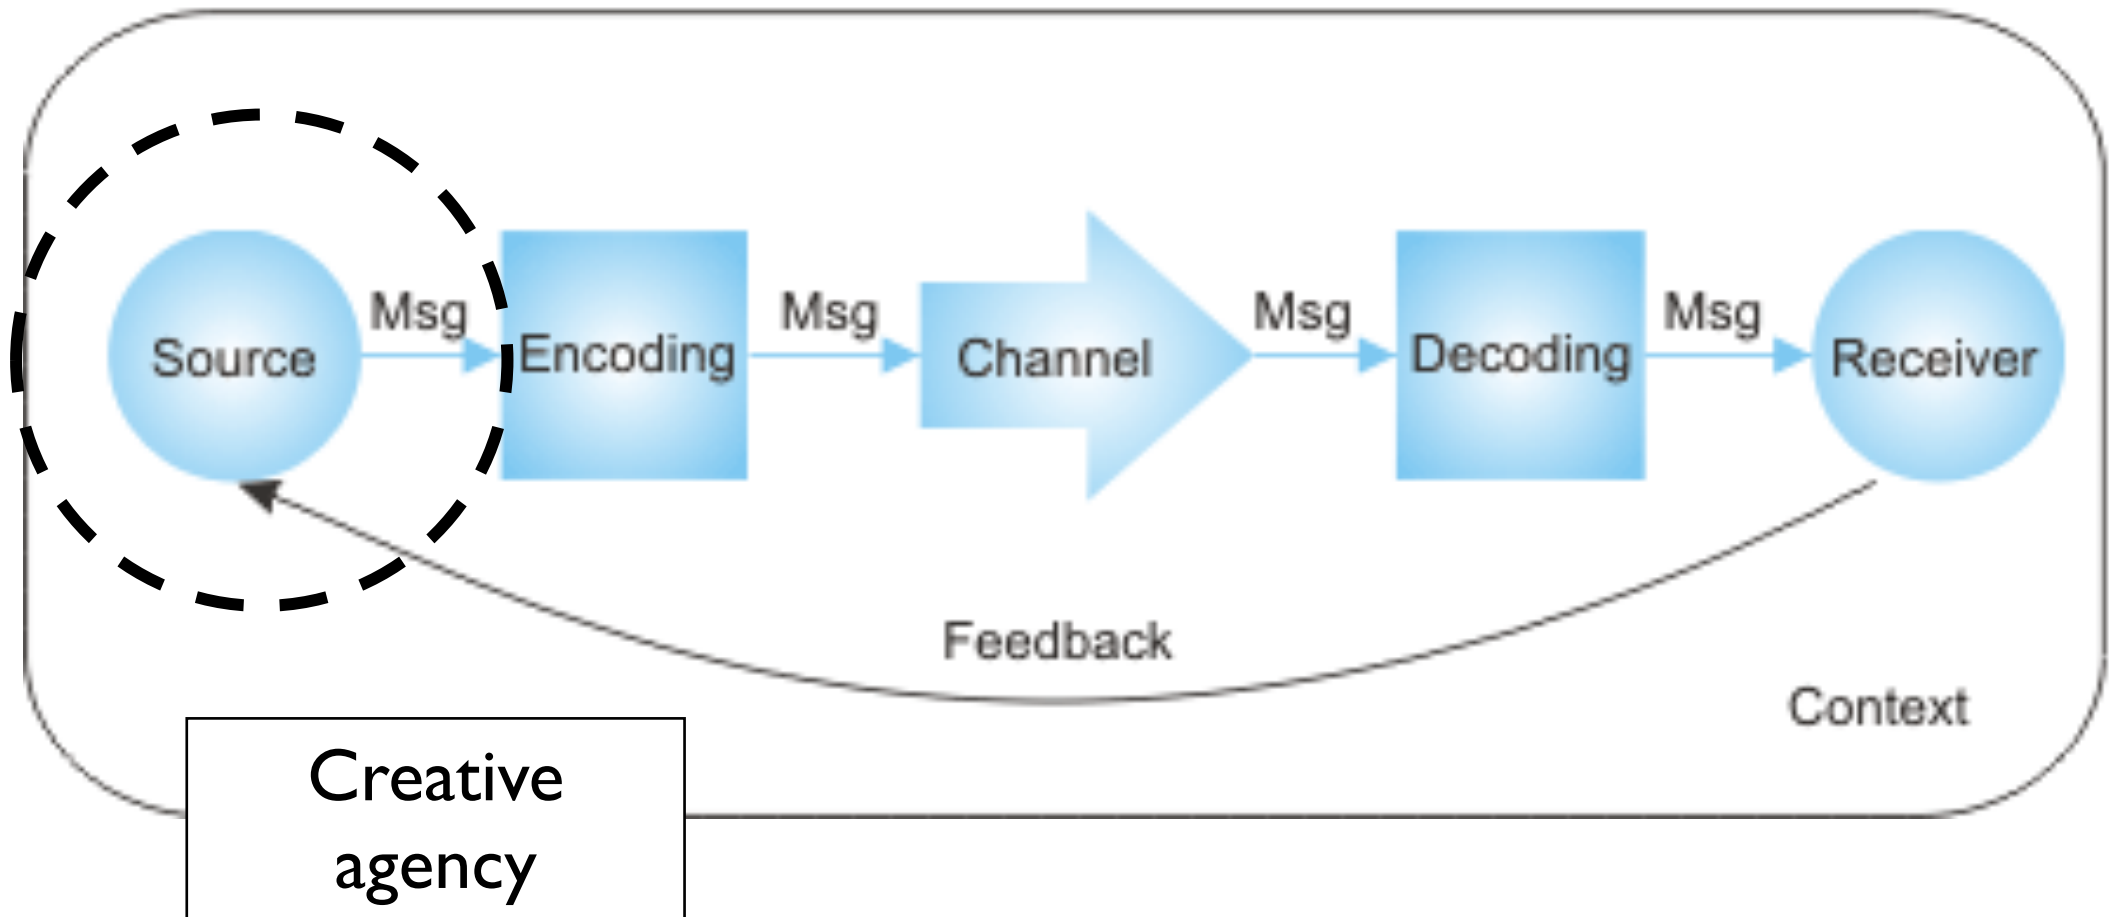 Msg
Msg
Msg
Msg
Source
Encoding
Channel
Decoding
Receiver
Feedback
Context
Creative
agency